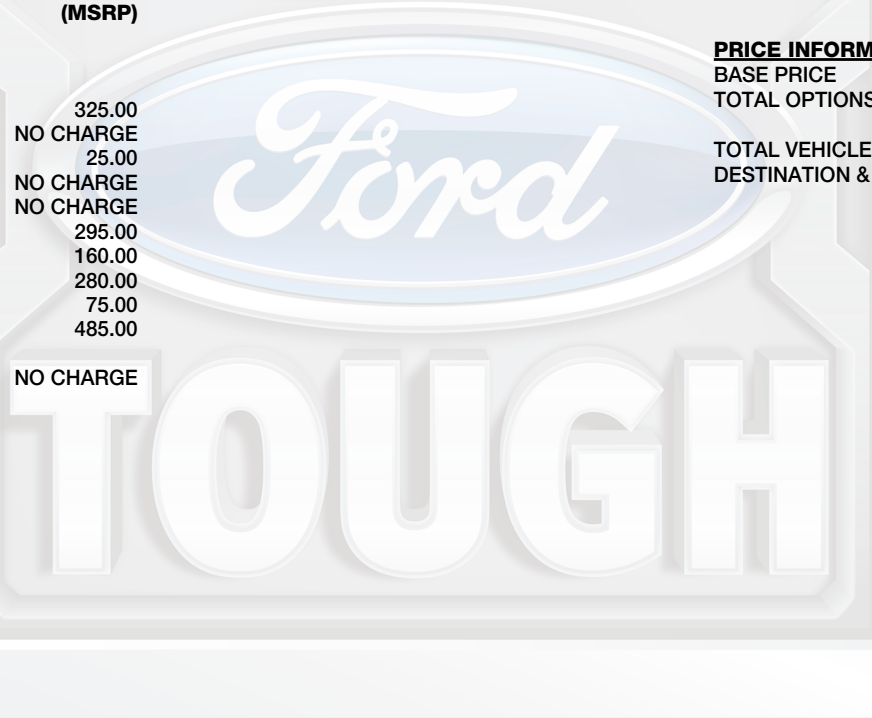 (MSRP)
325.00
NO CHARGE
25.00
NO CHARGE
NO CHARGE
295.00
160.00
280.00
75.00
485.00
NO CHARGE
PRICE INFORM
BASE PRICE
TOTAL OPTIONS
TOTAL VEHICLE
DESTINATION &
Ford
TOUGH